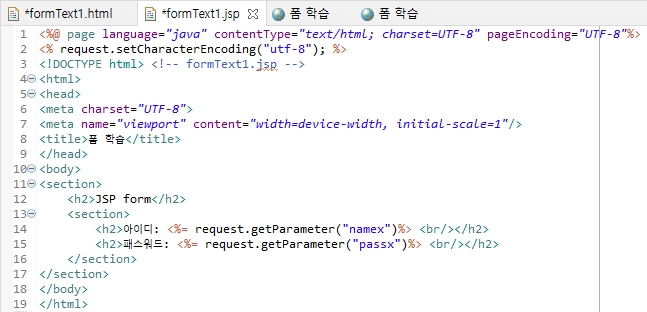 *formText1.html *formText1.jsp 폼 학습 폼 학습
1 <%@ page language="java" contentType="text/html; charset=UTF-8" pageEncoding="UTF-8"%>
2 <% request.setCharacterEncoding("utf-8"); %>
3 <!DOCTYPE html> <!-- formText1.jsp -->
4 <html>
5 <head>
6 <meta charset="UTF-8">
7 <meta name="viewport" content="width=device-width, initial-scale=1"/>
8 <title>폼 학습</title>
9 </head>
10 <body>
11 <section>
12 <h2>JSP form</h2>
13 <section>
14 <h2>아이디: <%= request.getParameter("namex")%> <br/></h2>
15 <h2>패스워드: <%= request.getParameter("passx")%> <br/></h2>
16 </section>
17 </section>
18 </body>
19 </html>